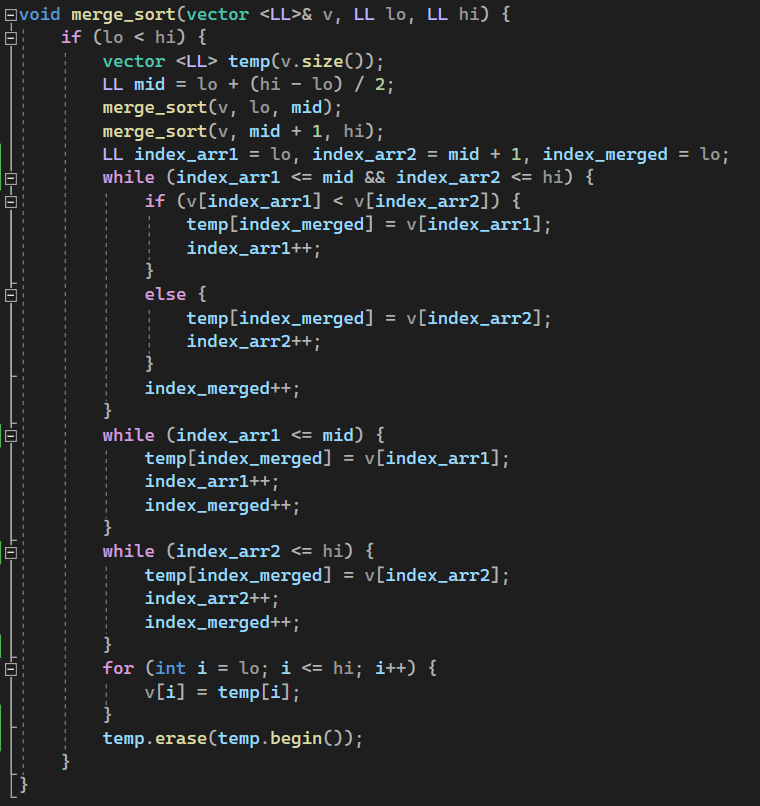 void merge_sort(vector <LL>& v, LL lo, LL hi) {
    if (lo < hi) {
        vector <LL> temp(v.size());
        LL mid = lo + (hi - lo) / 2;
        merge_sort(v, lo, mid);
        merge_sort(v, mid + 1, hi);
        LL index_arr1 = lo, index_arr2 = mid + 1, index_merged = lo;
        while (index_arr1 <= mid && index_arr2 <= hi) {
            if (v[index_arr1] < v[index_arr2]) {
                temp[index_merged] = v[index_arr1];
                index_arr1++;
            }
            else {
                temp[index_merged] = v[index_arr2];
                index_arr2++;
            }
            index_merged++;
        }
        while (index_arr1 <= mid) {
            temp[index_merged] = v[index_arr1];
            index_arr1++;
            index_merged++;
        }
        while (index_arr2 <= hi) {
            temp[index_merged] = v[index_arr2];
            index_arr2++;
            index_merged++;
        }
        for (int i = lo; i <= hi; i++) {
            v[i] = temp[i];
        }
        temp.erase(temp.begin());
    }
}